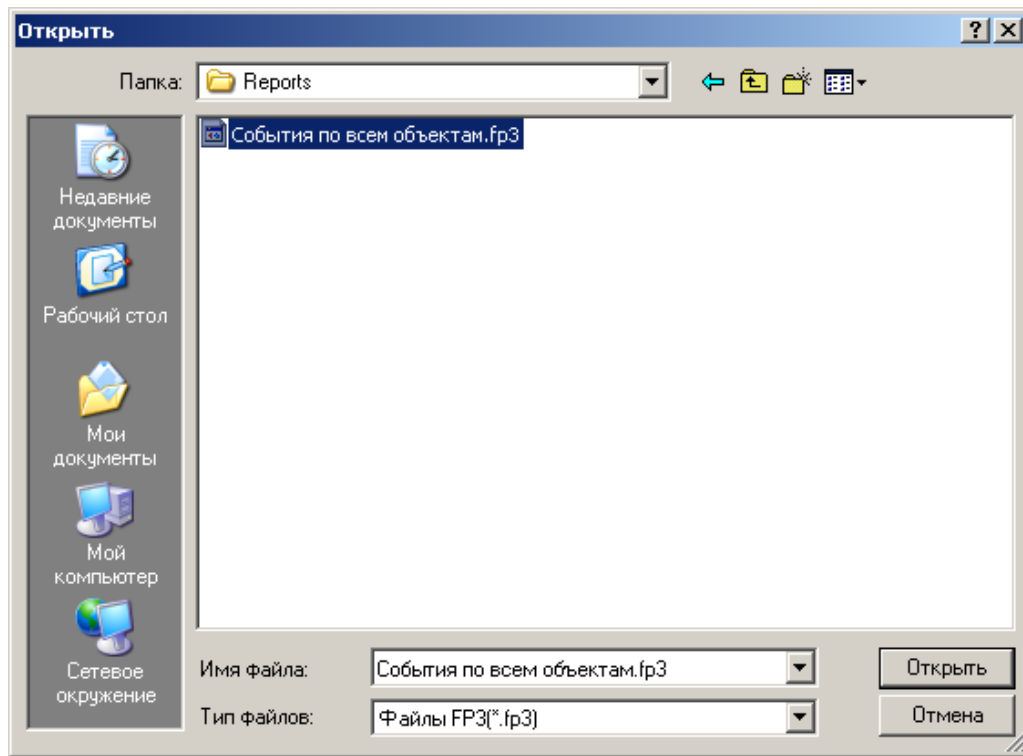 Открыть
Папка: Reports
События по всем объектам.fp3
Недавние
документы
Рабочий стол
Мои
документы
Мой
компьютер
Сетевое
окружение
Имя файла: События по всем объектам.fp3 Открыть
Тип файлов: Файлы FP3(*.fp3) Отмена